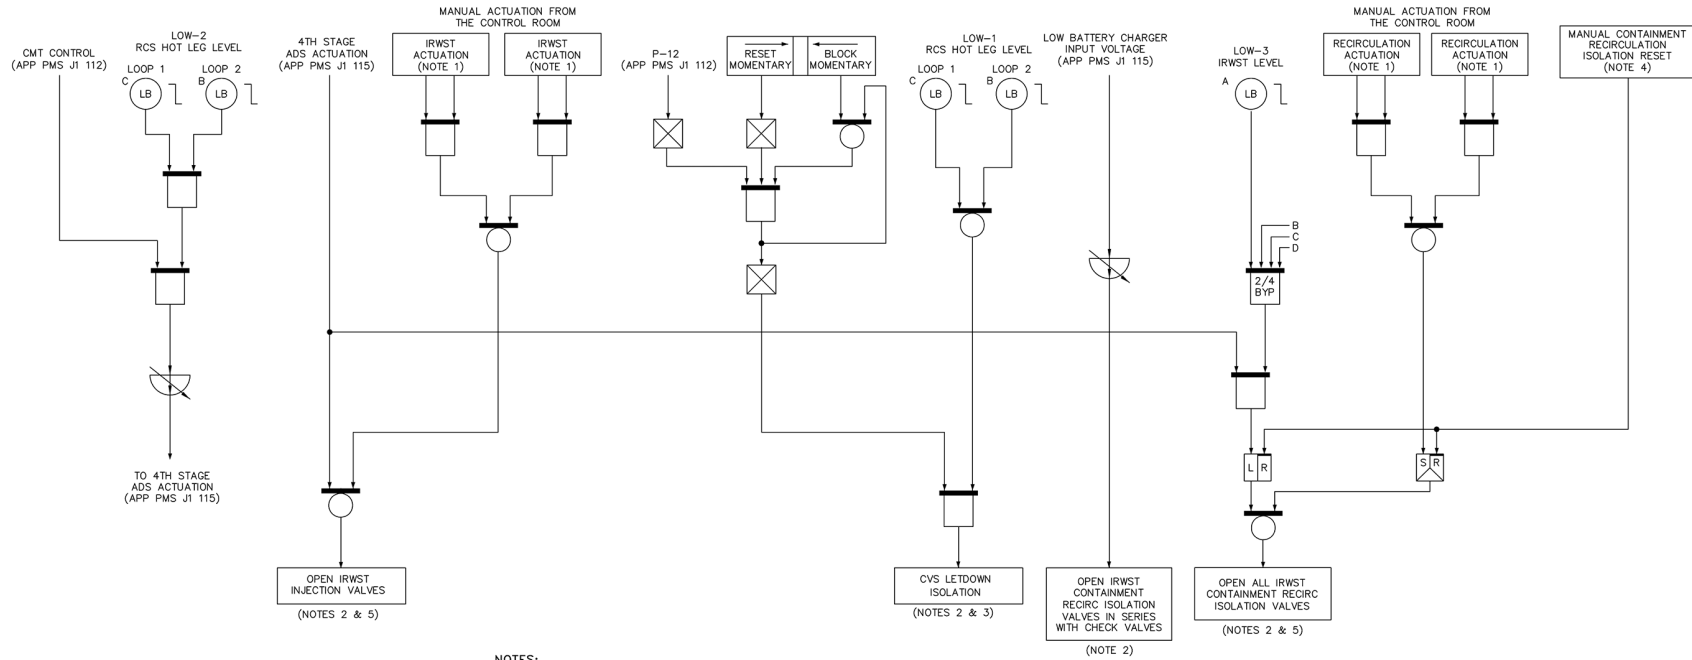 MANUAL ACTUATION FROM
THE CONTROL ROOM
MANUAL ACTUATION FROM
THE CONTROL ROOM
CMT CONTROL
(APP PMS J1 112)
LOW-2
RCS HOT LEG LEVEL
LOOP 1
LOOP 2
C
LB
B
LB
4TH STAGE
ADS ACTUATION
(APP PMS J1 115)
IRWST
ACTUATION
(NOTE 1)
IRWST
ACTUATION
(NOTE 1)
P-12
(APP PMS J1 112)
RESET
MOMENTARY
BLOCK
MOMENTARY
LOW-1
RCS HOT LEG LEVEL
LOOP 1
LOOP 2
C
LB
B
LB
LOW BATTERY CHARGER
INPUT VOLTAGE
(APP PMS J1 115)
LOW-3
IRWST LEVEL
A
LB
RECIRCULATION
ACTUATION
(NOTE 1)
RECIRCULATION
ACTUATION
(NOTE 1)
MANUAL CONTAINMENT
RECIRCULATION
ISOLATION RESET
(NOTE 4)
B
C
D
2/4
BYP
L R
S R
TO 4TH STAGE
ADS ACTUATION
(APP PMS J1 115)
OPEN IRWST
INJECTION VALVES
(NOTES 2 & 5)
CVS LETDOWN
ISOLATION
(NOTES 2 & 3)
OPEN IRWST
CONTAINMENT
RECIRC ISOLATION
VALVES IN SERIES
WITH CHECK VALVES
(NOTE 2)
OPEN ALL IRWST
CONTAINMENT RECIRC
ISOLATION VALVES
(NOTES 2 & 5)
NOTES: